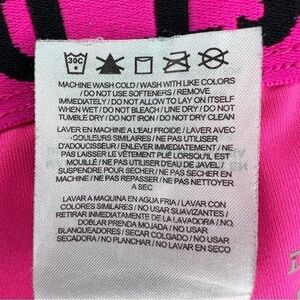 30C
MACHINE WASH COLD / WASH WITH LIKE COLORS
/ DO NOT USE SOFTENERS / REMOVE
IMMEDIATELY / DO NOT ALLOW TO LAY ON ITSELF
WHEN WET / DO NOT BLEACH / LINE DRY / DO NOT
TUMBLE DRY / DO NOT IRON / DO NOT DRY CLEAN
LAVER EN MACHINE A L'EAU FROIDE / LAVER AVEC
COULEURS SIMILAIRES / NE PAS UTILISER
D'ADOUCISSEUR / ENLEVER IMMEDIATEMENT / NE
PAS LAISSER LE VÊTEMENT PLIÉ LORSQU'IL EST
MOUILLÉ / NE PAS UTILISER D'EAU DE JAVEL /
SUSPENDRE POUR SECHER / NE PAS SECHER EN
MACHINE / NE PAS REPASSER / NE PAS NETTOYER
A SEC
LAVAR A MAQUINA EN AGUA FRIA / LAVAR CON
COLORES SIMILARES / NO USAR SUAVIZANTES /
RETIRAR INMEDIATAMENTE DE LA LAVADORA / NO
DOBLAR PRENDA MOJADA / NO USAR
BLANQUEADORES / SECAR COLGADO / NO USAR
SECADORA / NO PLANCHAR / NO LAVAR EN SECO